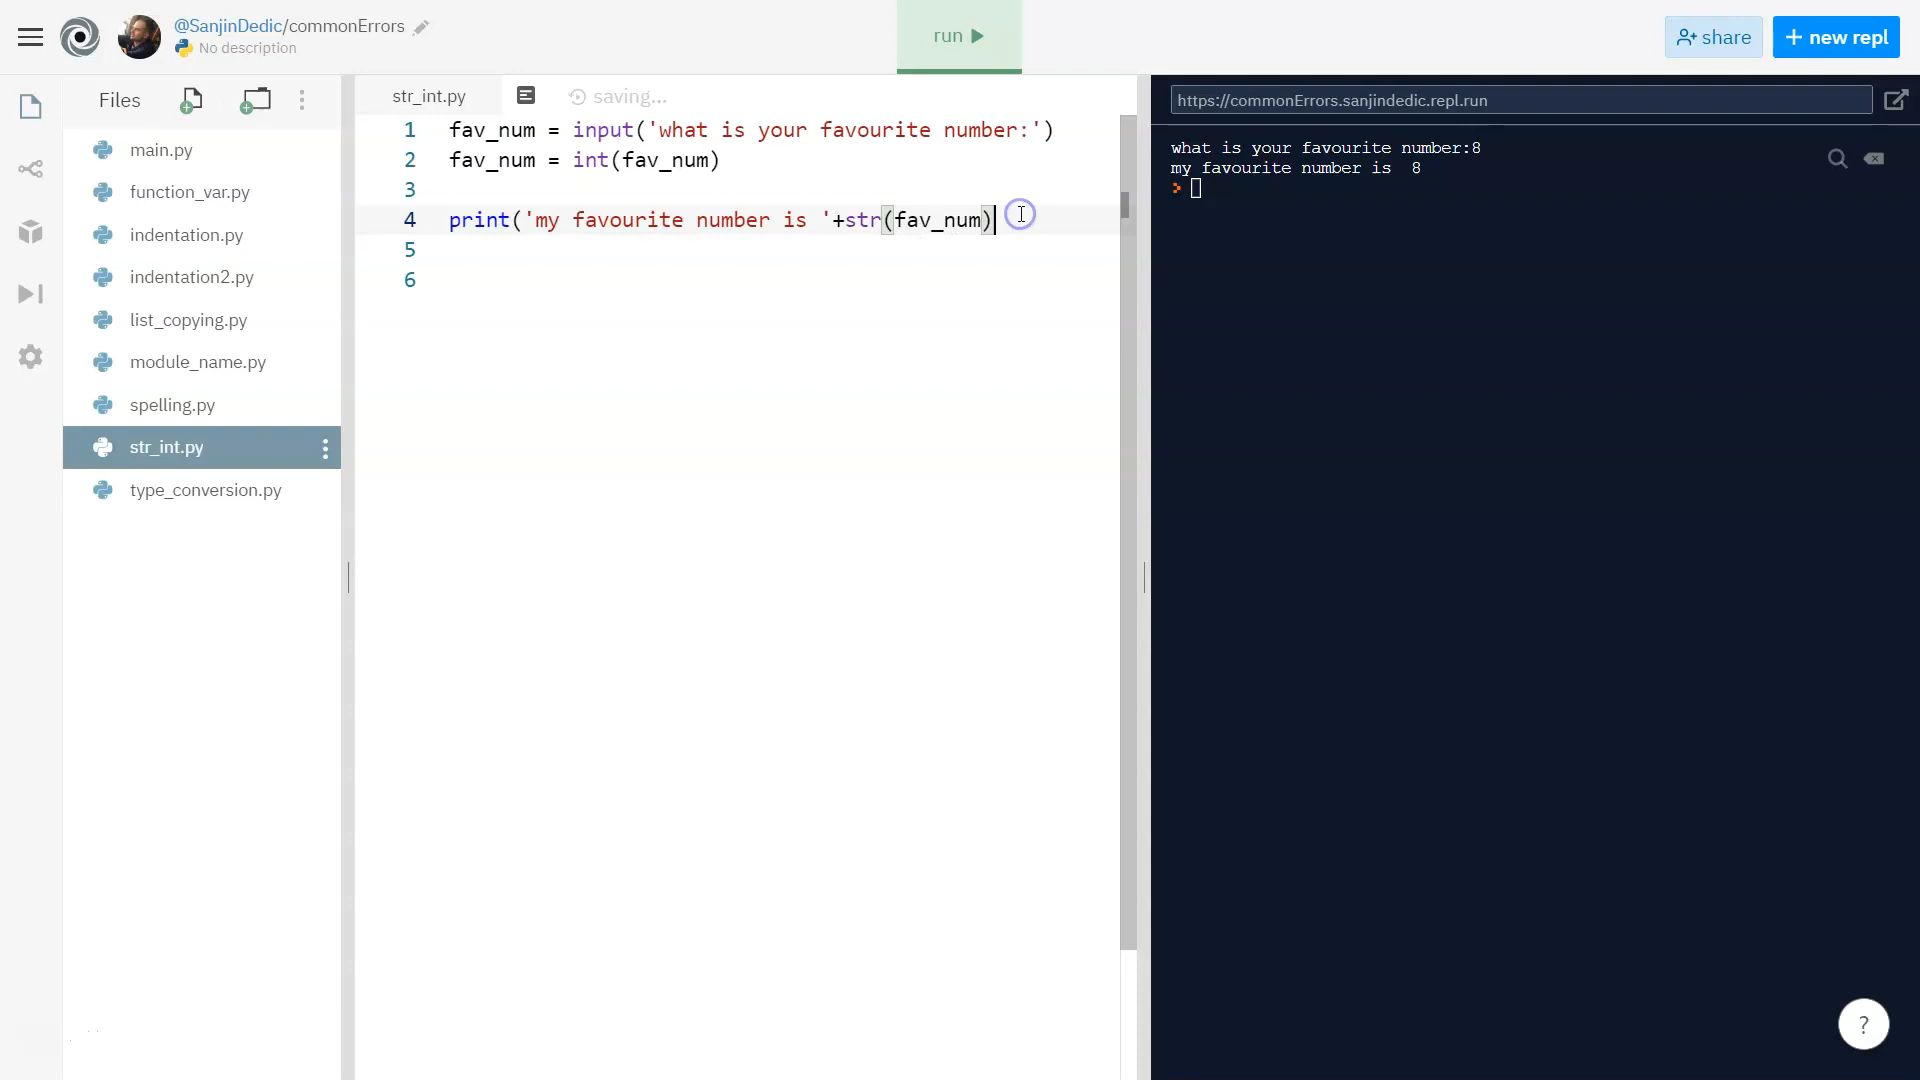 @SanjinDedic/commonErrors
No description
run
share
+ new repl
Files
main.py
function_var.py
indentation.py
indentation2.py
list_copying.py
module_name.py
spelling.py
str_int.py
type_conversion.py
str_int.py
saving...
1 fav_num = input('what is your favourite number:')
2 fav_num = int(fav_num)
3
4 print('my favourite number is '+str(fav_num)
5
6
https://commonErrors.sanjindedic.repl.run
what is your favourite number:8
my favourite number is  8
>
?